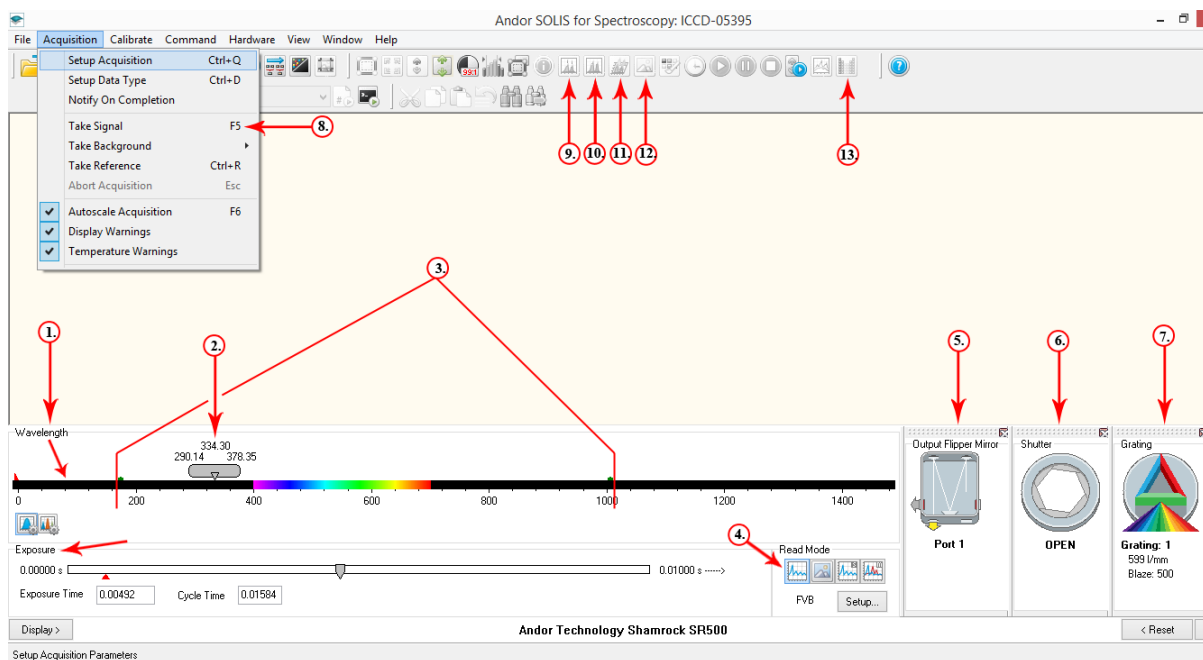 Andor SOLIS for Spectroscopy: ICCD-05395
File Acquisition Calibrate Command Hardware View Window Help
Setup Acquisition Ctrl+Q
Setup Data Type Ctrl+D
Notify On Completion
Take Signal F5
Take Background
Take Reference Ctrl+R
Abort Acquisition Esc
Autoscale Acquisition F6
Display Warnings
Temperature Warnings
99:1
8.
9. 10. 11. 12. 13.
3.
1.
2.
5.
6.
7.
Wavelength
334.30
290.14 378.35
0 200 400 600 800 1000 1200 1400
Output Flipper Mirror
Port 1
Shutter
OPEN
Grating
Grating: 1
599 l/mm
Blaze: 500
Exposure
0.00000 s 0.01000 s ----->
Exposure Time 0.00492 Cycle Time 0.01584
4.
Read Mode
FVB Setup...
Display > Andor Technology Shamrock SR500 < Reset
Setup Acquisition Parameters